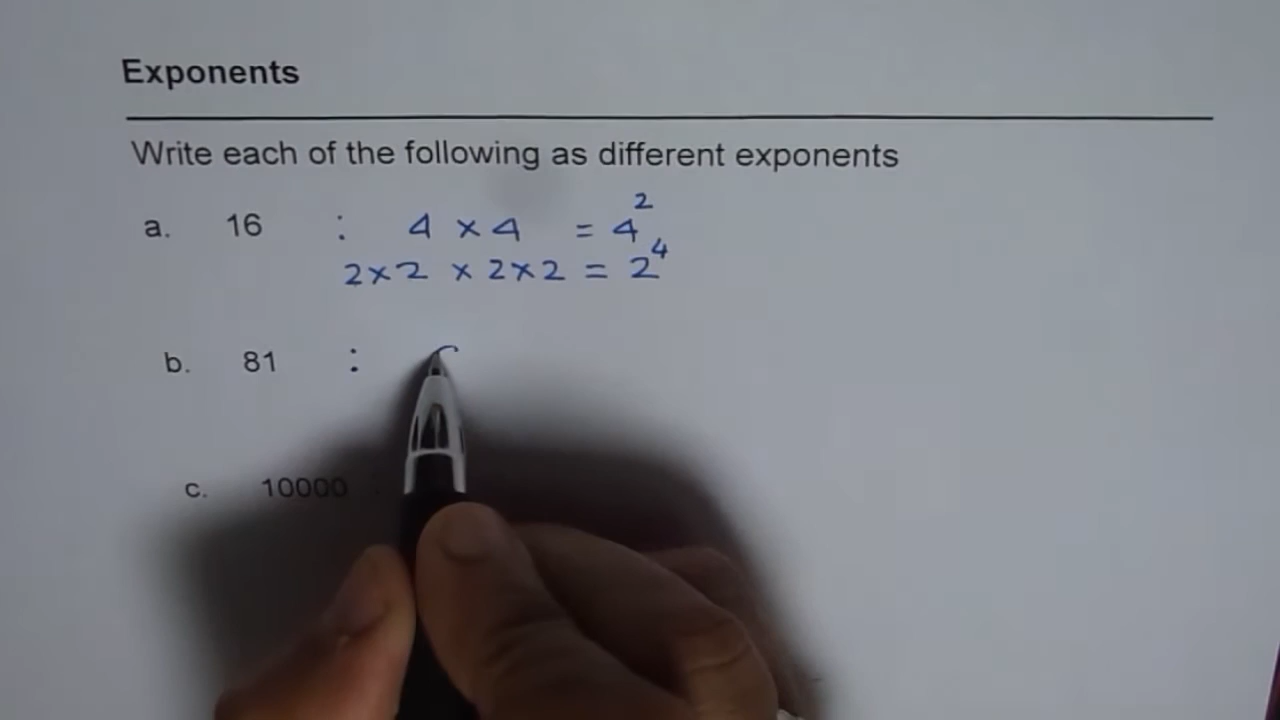 Exponents
Write each of the following as different exponents
a. 16 : 4 × 4 = 4²
2×2 × 2×2 = 2⁴
b. 81 :
c. 10000